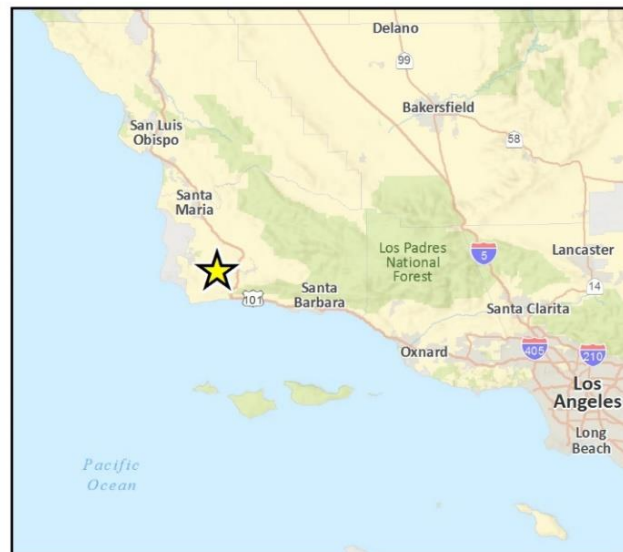 Delano
99
Bakersfield
58
San Luis
Obispo
Santa
Maria
Los Padres
National
Forest
5
Lancaster
14
Santa
Barbara
101
Santa Clarita
Oxnard
405
210
Los
Angeles
Long
Beach
Pacific
Ocean